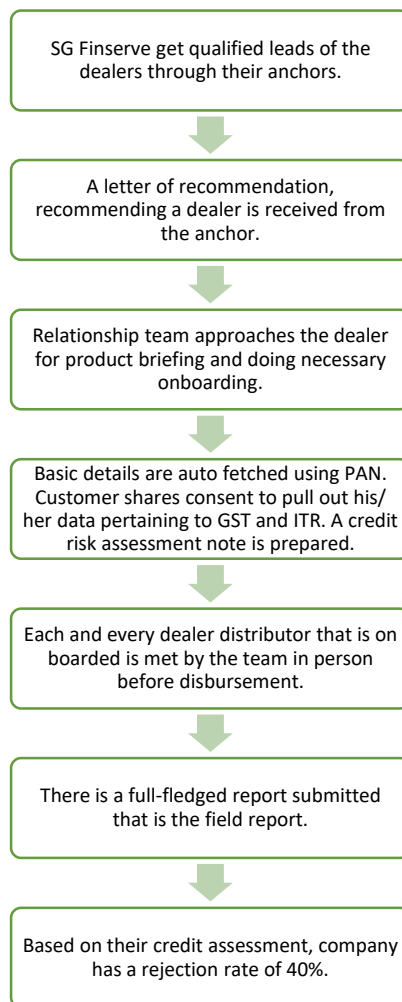 SG Finserve get qualified leads of the
dealers through their anchors.
A letter of recommendation,
recommending a dealer is received from
the anchor.
Relationship team approaches the dealer
for product briefing and doing necessary
onboarding.
Basic details are auto fetched using PAN.
Customer shares consent to pull out his/
her data pertaining to GST and ITR. A credit
risk assessment note is prepared.
Each and every dealer distributor that is on
boarded is met by the team in person
before disbursement.
There is a full-fledged report submitted
that is the field report.
Based on their credit assessment, company
has a rejection rate of 40%.